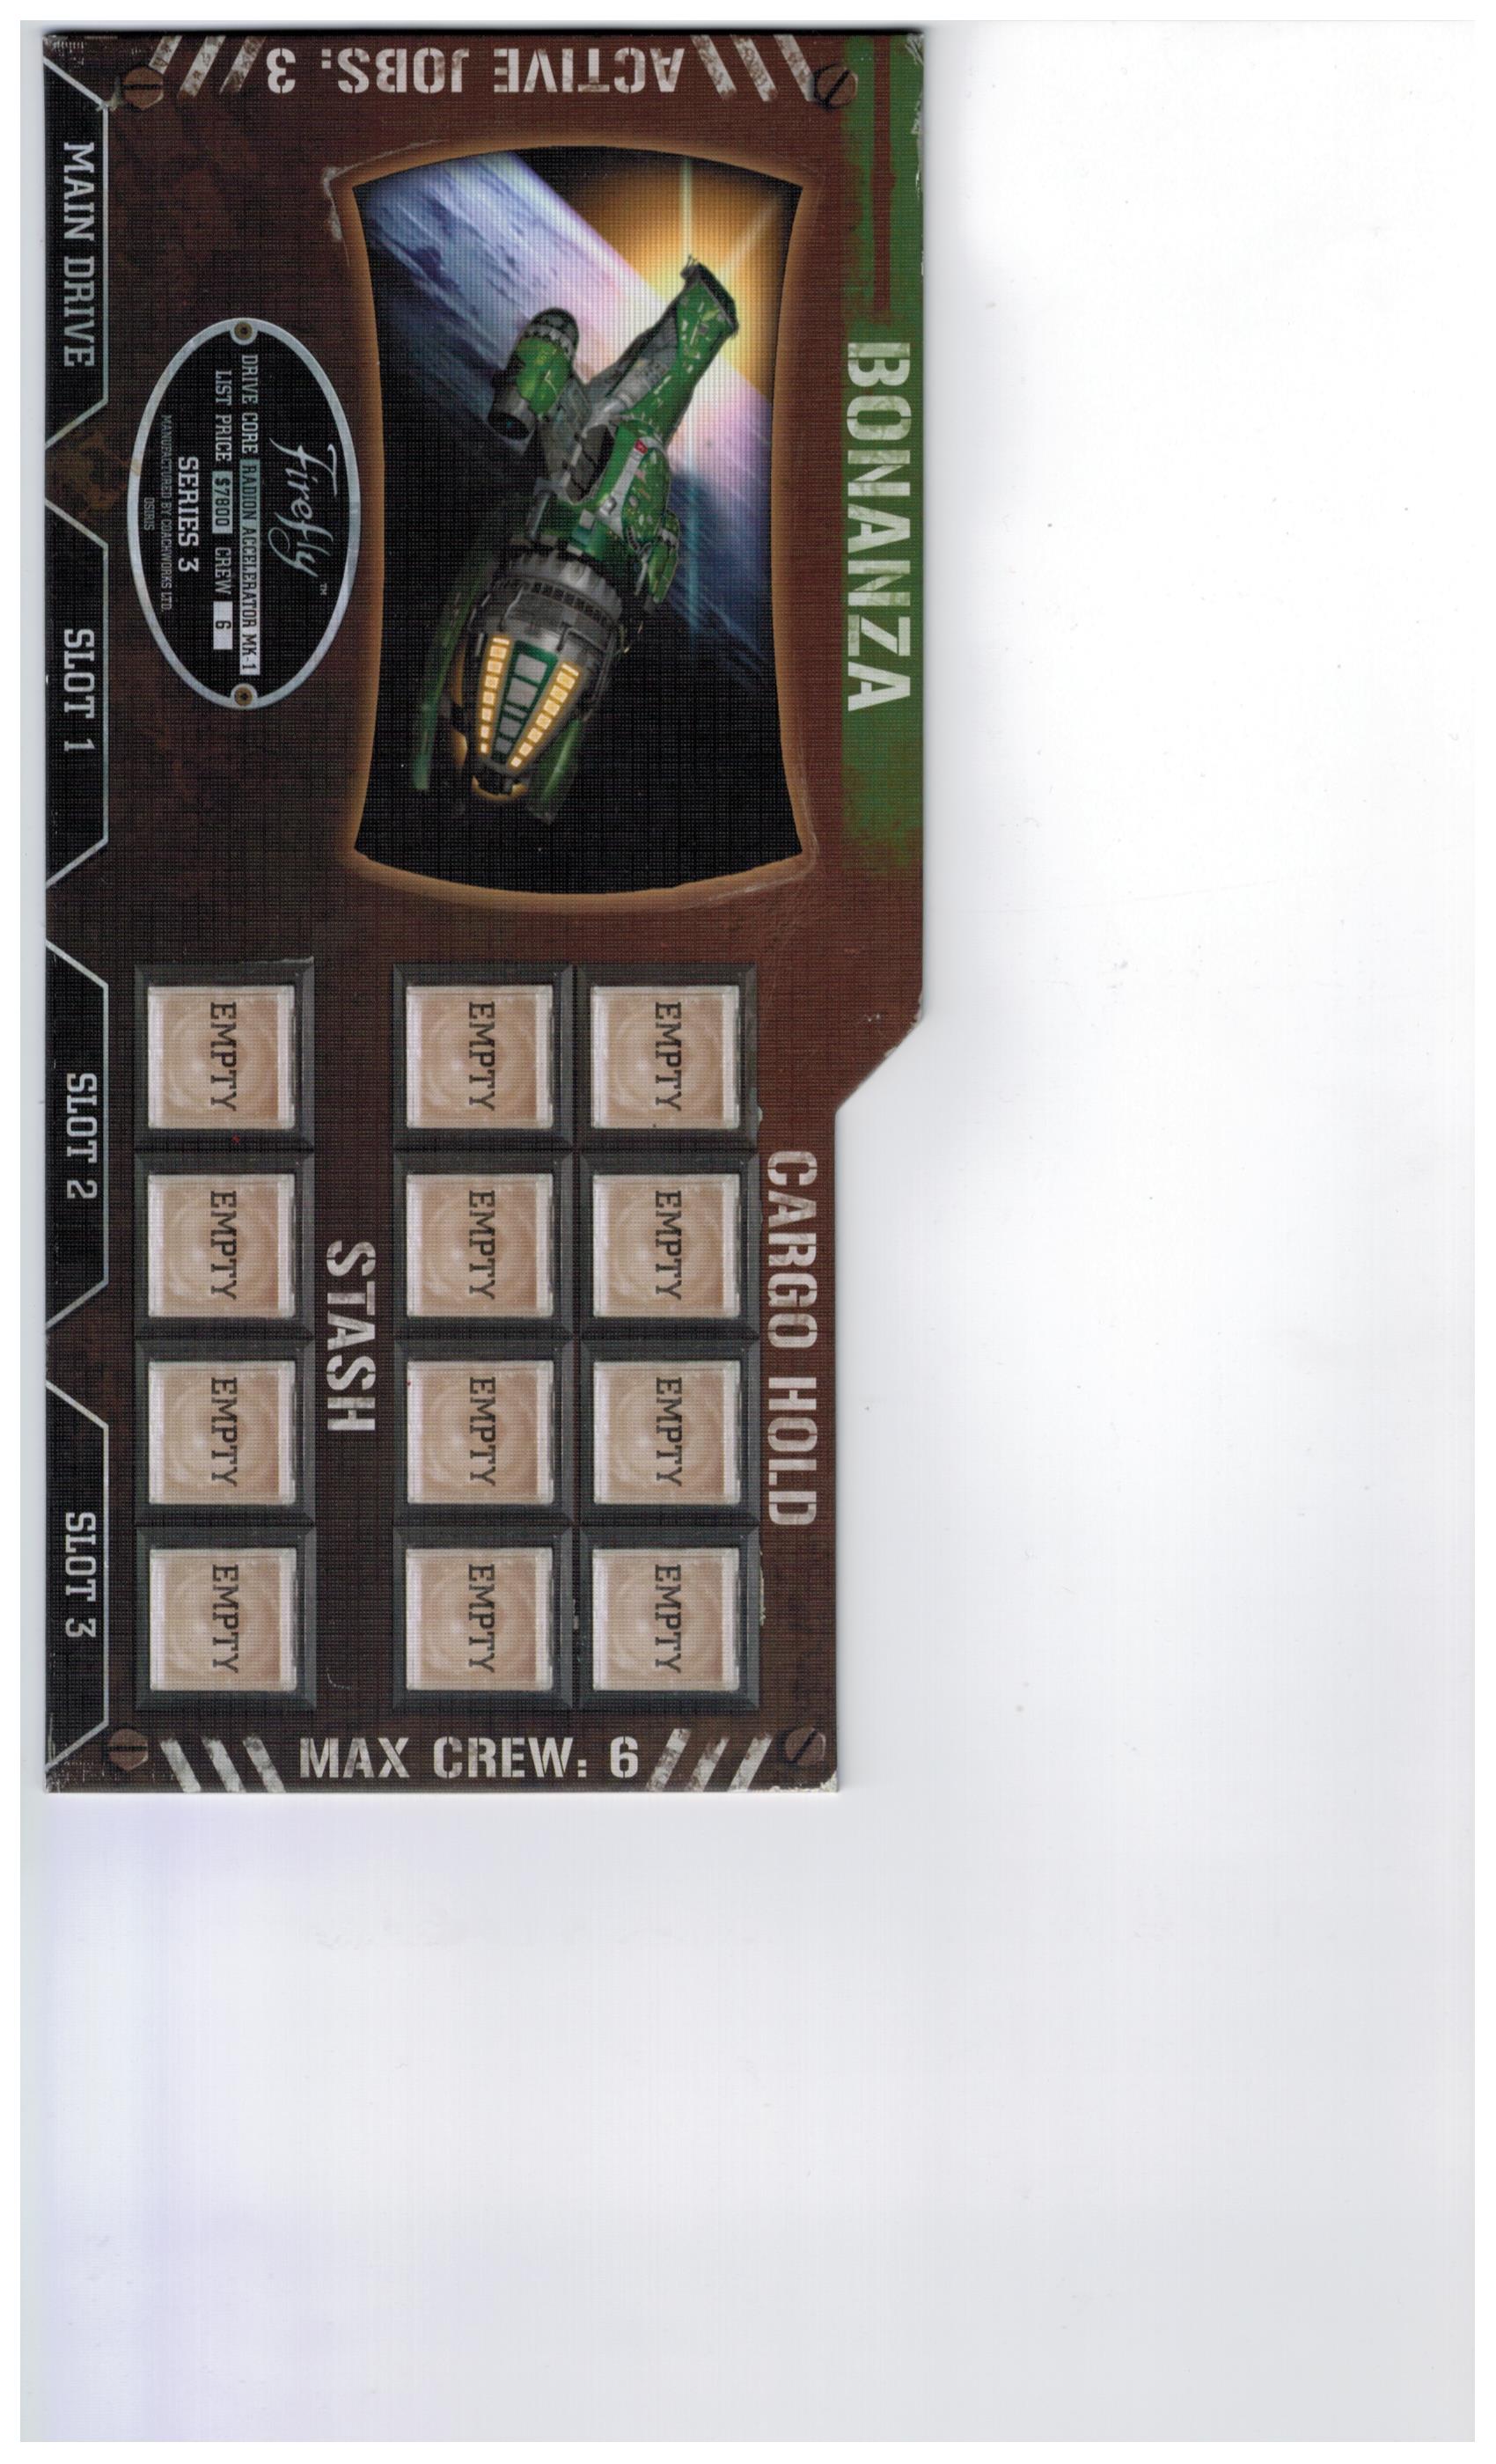 BONANZA
ACTIVE JOBS: 3
Firefly™
DRIVE CORE RADION ACCELERATOR MK-1
LIST PRICE $7800 CREW 6
SERIES 3
MANUFACTURED BY COACHWORKS LTD.
OSIRIS
CARGO HOLD
EMPTY EMPTY EMPTY EMPTY
EMPTY EMPTY EMPTY EMPTY
STASH
EMPTY EMPTY EMPTY EMPTY
MAX CREW: 6
MAIN DRIVE SLOT 1 SLOT 2 SLOT 3